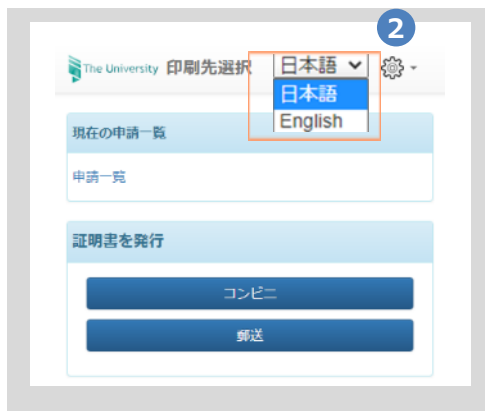 2
The University 印刷先選択 日本語
日本語
English
現在の申請一覧
申請一覧
証明書を発行
コンビニ
郵送